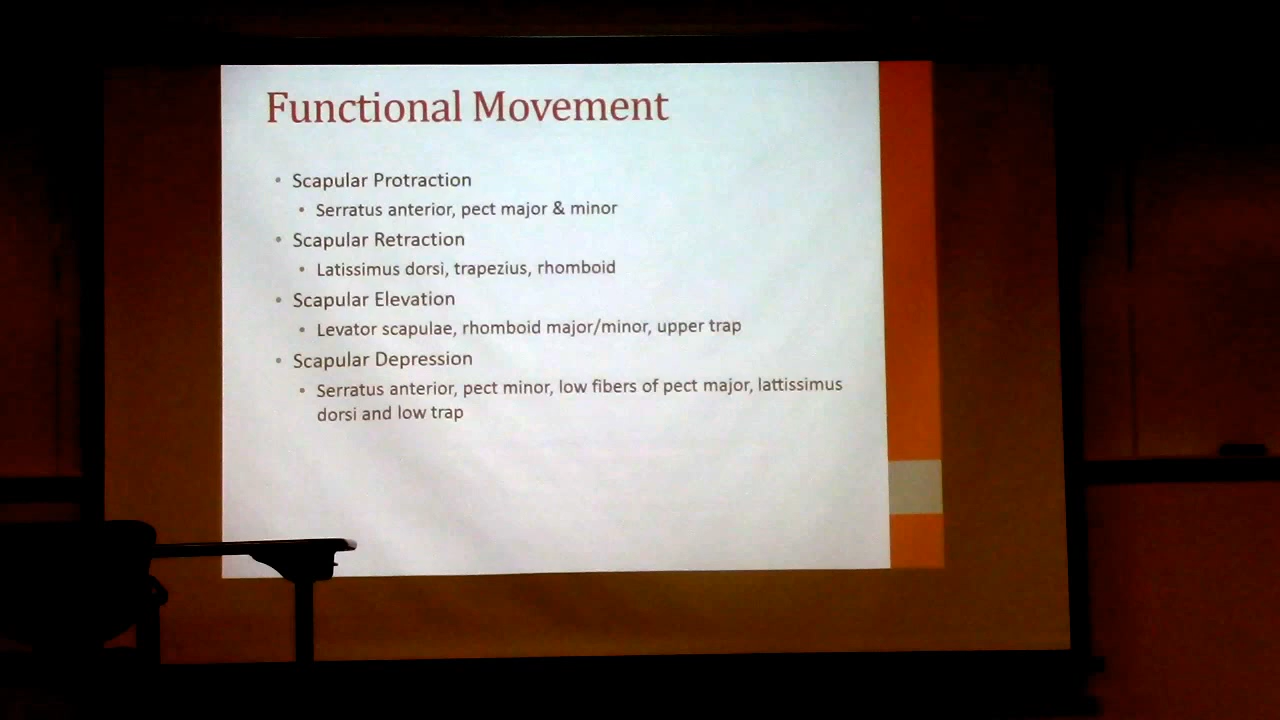 Functional Movement
• Scapular Protraction
• Serratus anterior, pect major & minor
• Scapular Retraction
• Latissimus dorsi, trapezius, rhomboid
• Scapular Elevation
• Levator scapulae, rhomboid major/minor, upper trap
• Scapular Depression
• Serratus anterior, pect minor, low fibers of pect major, lattissimus
dorsi and low trap